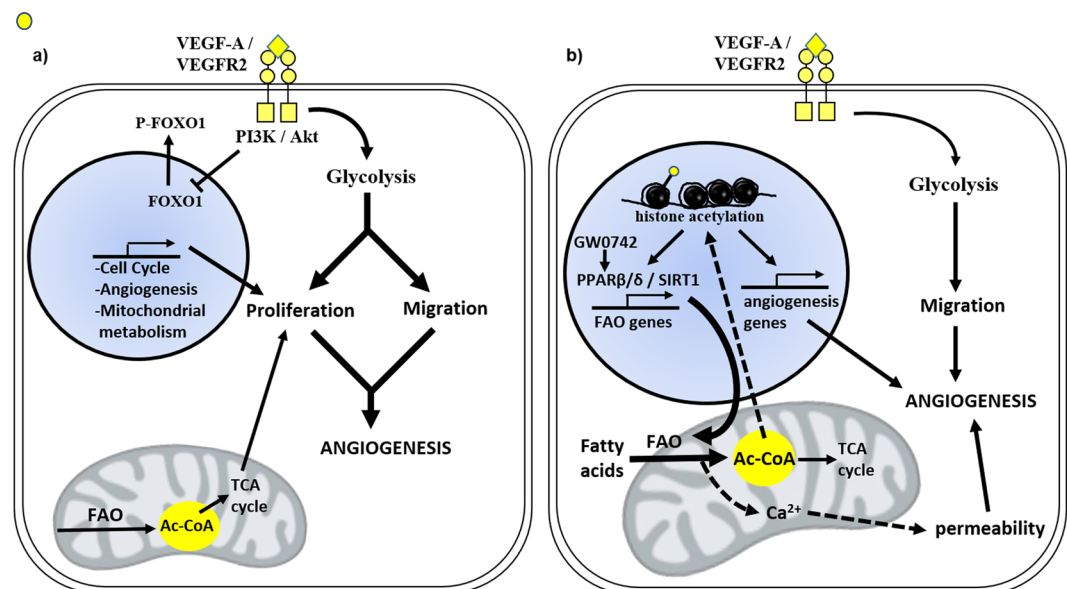 a)
VEGF-A /
VEGFR2
P-FOXO1
PI3K / Akt
Glycolysis
FOXO1
-Cell Cycle
-Angiogenesis
-Mitochondrial
metabolism
Proliferation
Migration
ANGIOGENESIS
FAO
Ac-CoA
TCA
cycle
b)
VEGF-A /
VEGFR2
Glycolysis
histone acetylation
GW0742
PPARβ/δ / SIRT1
FAO genes
angiogenesis
genes
Migration
ANGIOGENESIS
Fatty
acids
FAO
Ac-CoA
TCA
cycle
Ca²⁺
permeability